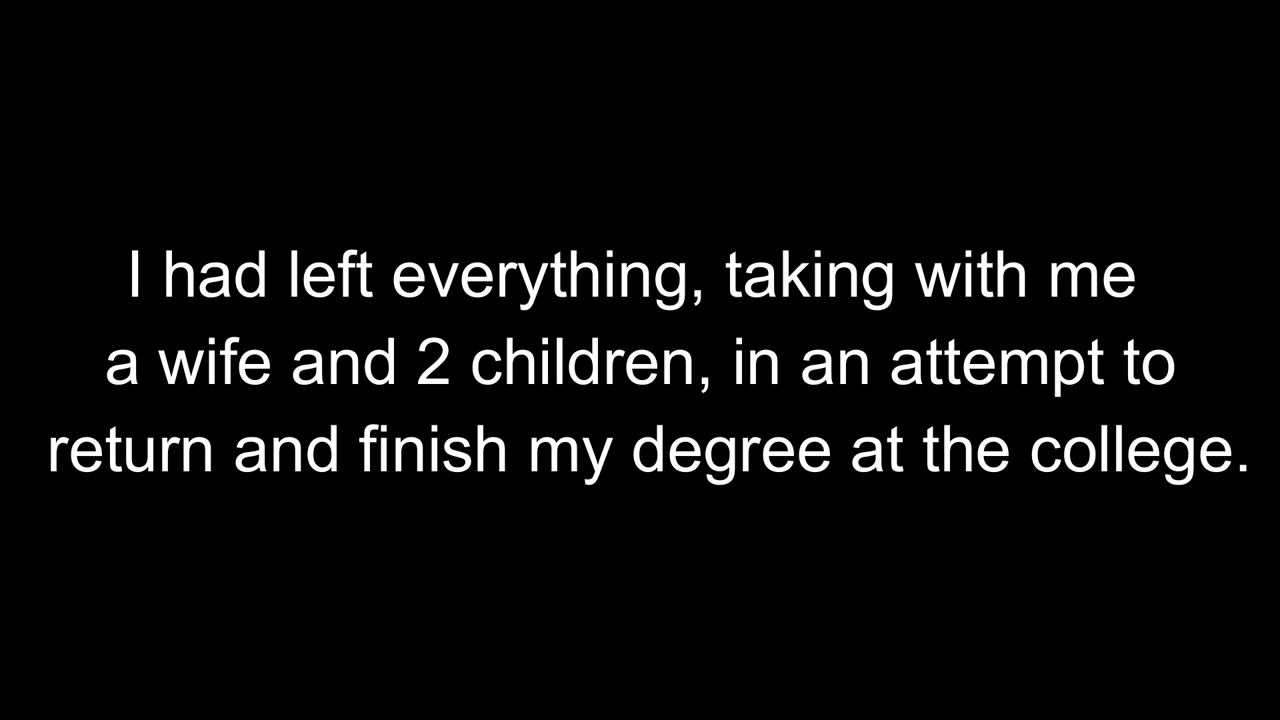 I had left everything, taking with me
a wife and 2 children, in an attempt to
return and finish my degree at the college.